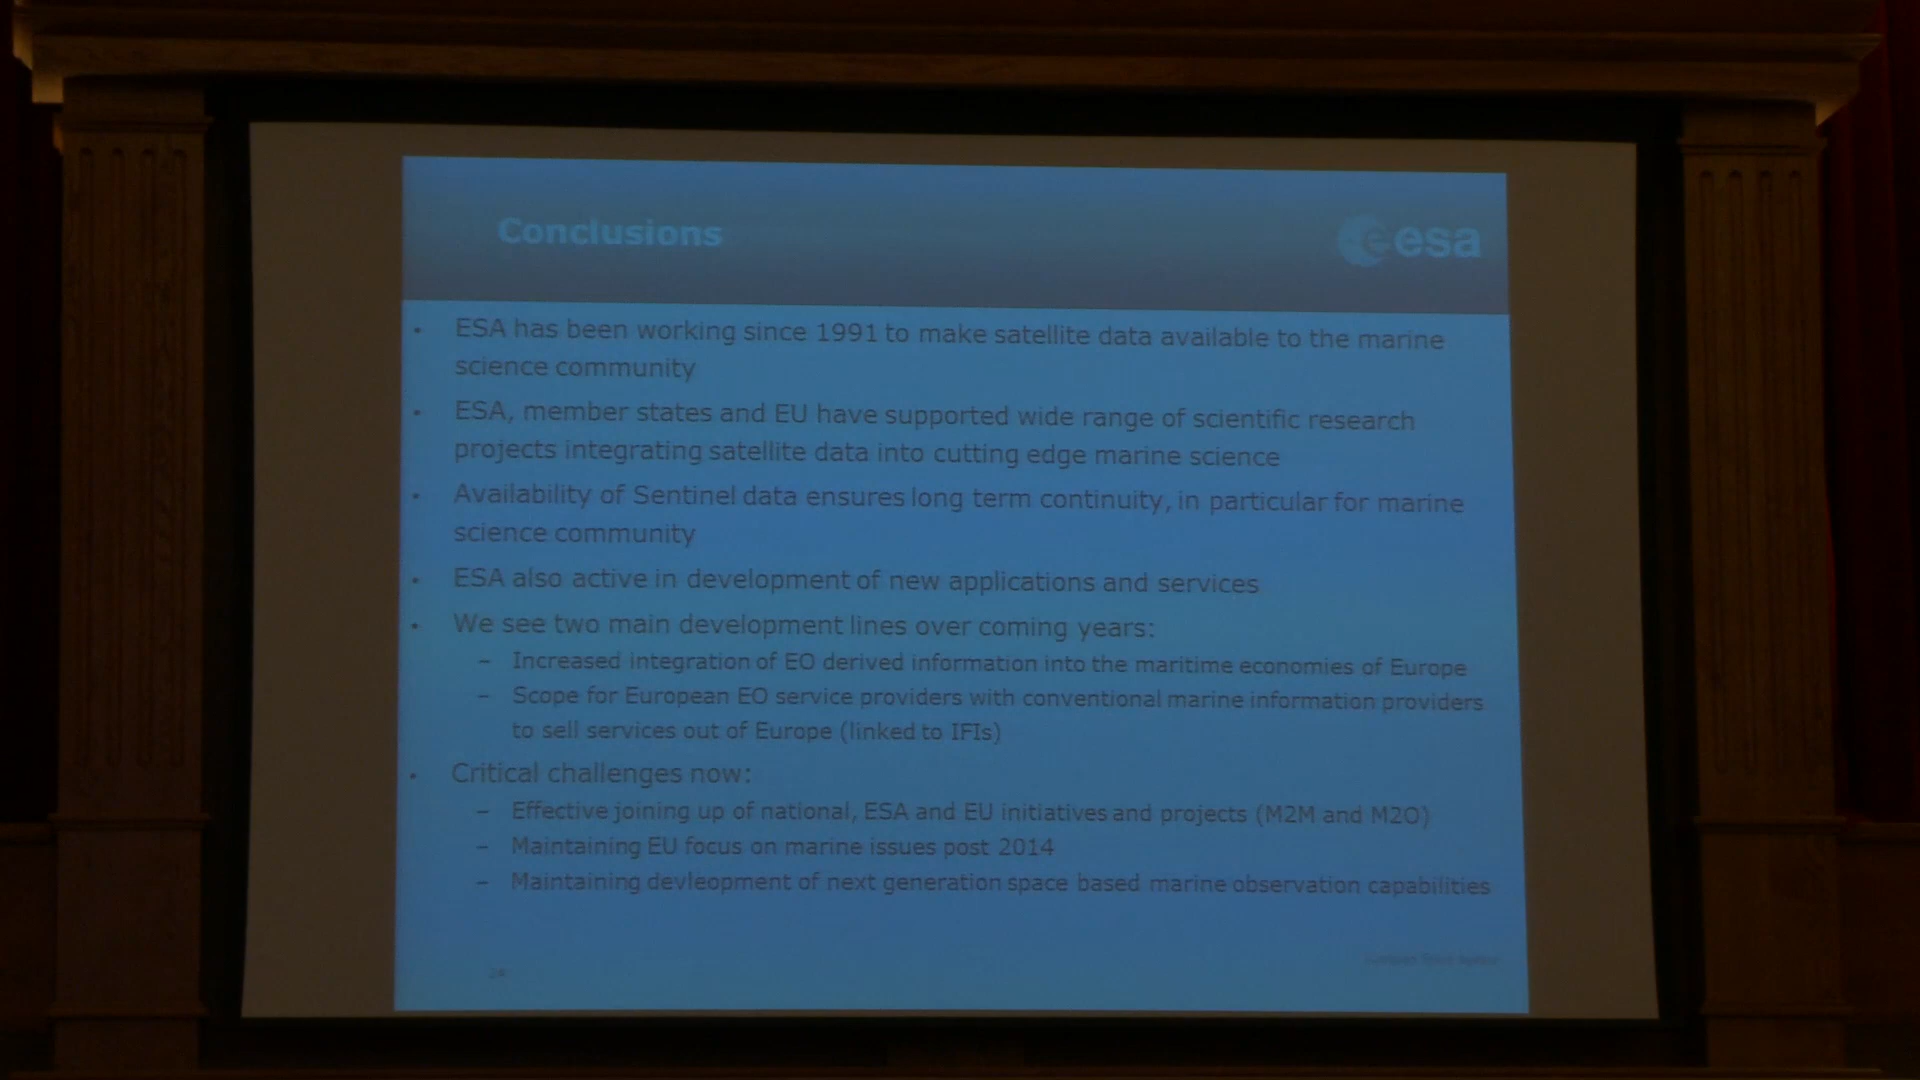 Conclusions
esa
• ESA has been working since 1991 to make satellite data available to the marine
science community
• ESA, member states and EU have supported wide range of scientific research
projects integrating satellite data into cutting edge marine science
• Availability of Sentinel data ensures long term continuity, in particular for marine
science community
• ESA also active in development of new applications and services
• We see two main development lines over coming years:
– Increased integration of EO derived information into the maritime economies of Europe
– Scope for European EO service providers with conventional marine information providers
to sell services out of Europe (linked to IFIs)
• Critical challenges now:
– Effective joining up of national, ESA and EU initiatives and projects (M2M and M2O)
– Maintaining EU focus on marine issues post 2014
– Maintaining devleopment of next generation space based marine observation capabilities